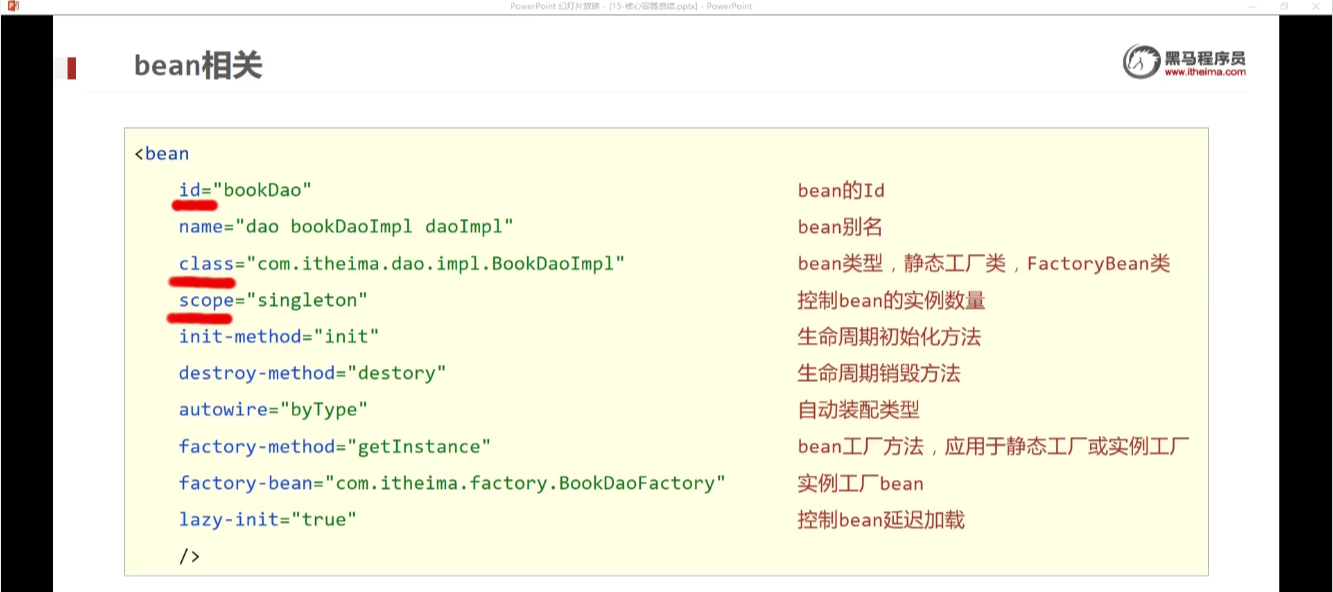 PowerPoint 幻灯片放映 - [15-核心容器总结.pptx] - PowerPoint
bean相关
黑马程序员
www.itheima.com
<bean
id="bookDao" bean的Id
name="dao bookDaoImpl daoImpl" bean别名
class="com.itheima.dao.impl.BookDaoImpl" bean类型，静态工厂类，FactoryBean类
scope="singleton" 控制bean的实例数量
init-method="init" 生命周期初始化方法
destroy-method="destory" 生命周期销毁方法
autowire="byType" 自动装配类型
factory-method="getInstance" bean工厂方法，应用于静态工厂或实例工厂
factory-bean="com.itheima.factory.BookDaoFactory" 实例工厂bean
lazy-init="true" 控制bean延迟加载
/>